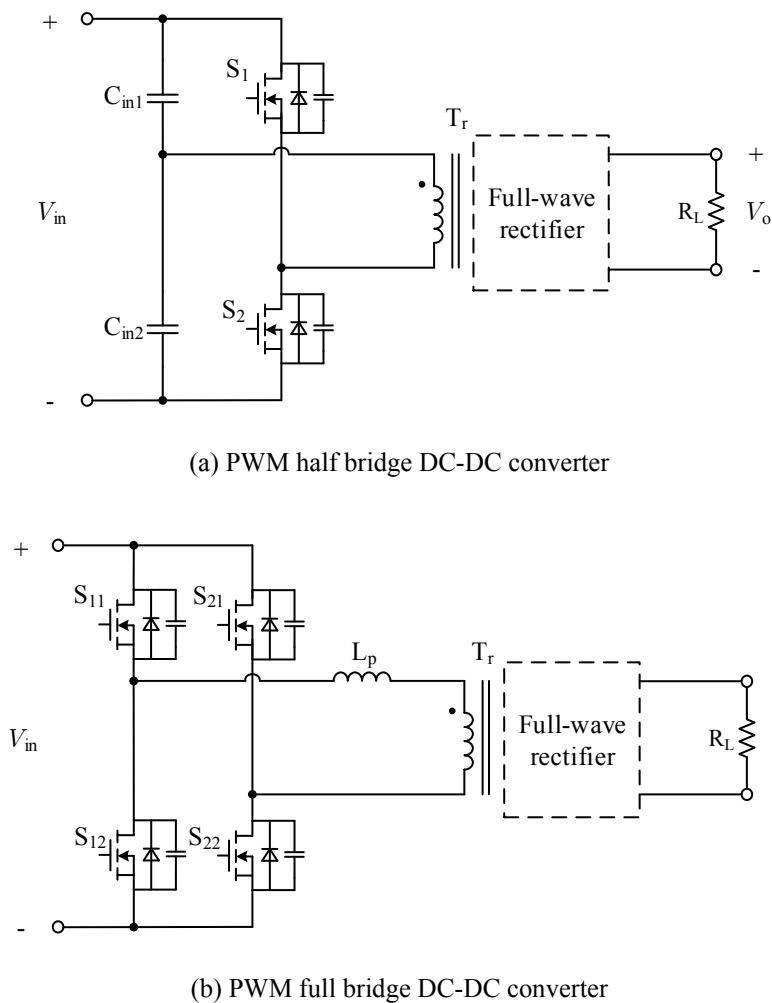 +
S1
Cin1
Tr
+
Vin
Full-wave
rectifier
RL
Vo
-
S2
Cin2
-
(a) PWM half bridge DC-DC converter
+
S11
S21
Lp
Tr
Vin
Full-wave
rectifier
RL
S12
S22
-
(b) PWM full bridge DC-DC converter